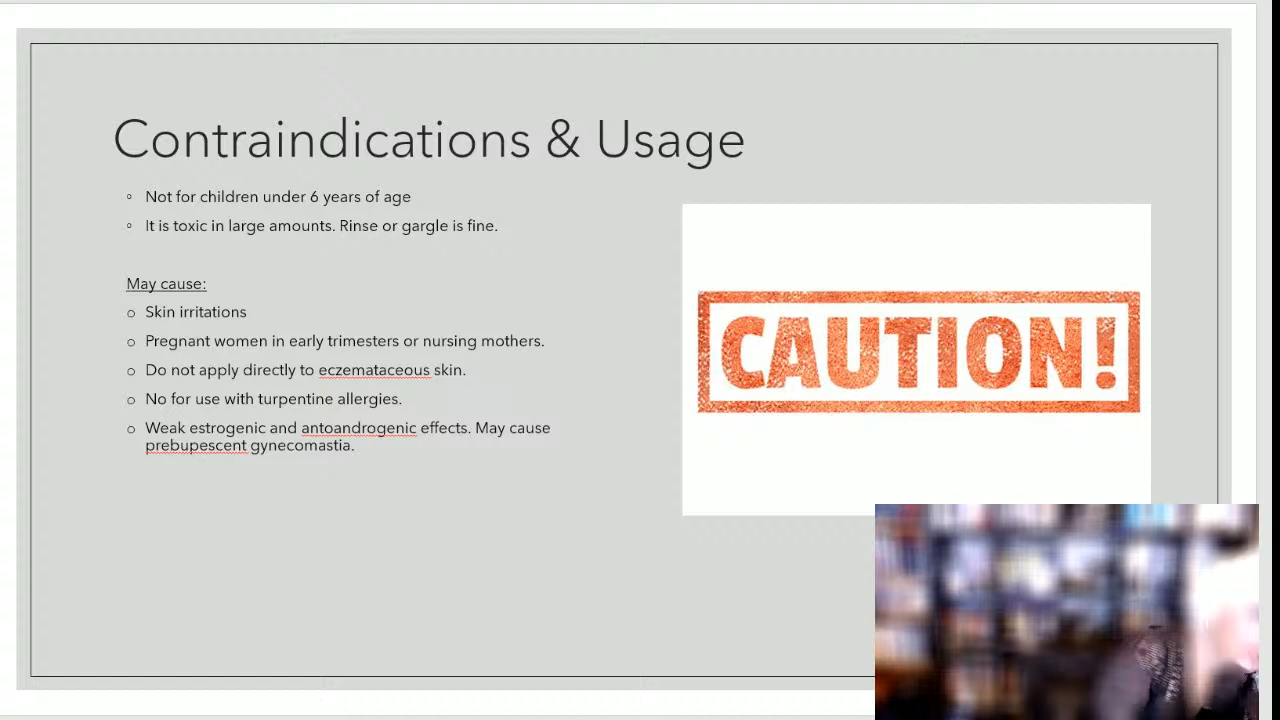 Contraindications & Usage
Not for children under 6 years of age
It is toxic in large amounts. Rinse or gargle is fine.
May cause:
Skin irritations
Pregnant women in early trimesters or nursing mothers.
Do not apply directly to eczemataceous skin.
No for use with turpentine allergies.
Weak estrogenic and antoandrogenic effects. May cause
prebupescent gynecomastia.
CAUTION!